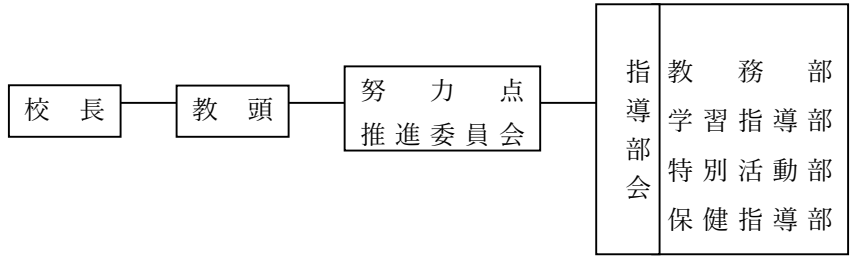 校長
教頭
努力点
推進委員会
指導部会
教務部
学習指導部
特別活動部
保健指導部